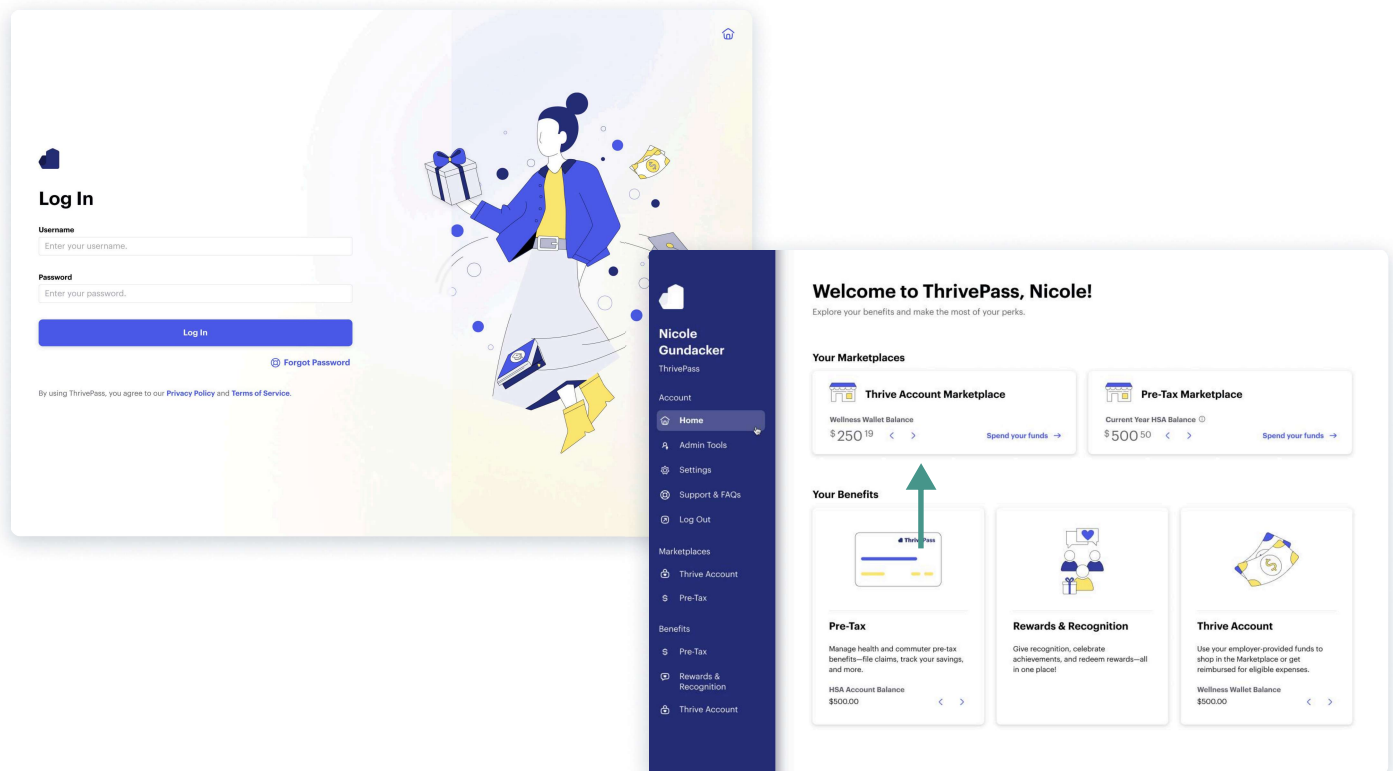 Log In
Username
Enter your username.
Password
Enter your password.
Log In
Forgot Password
By using ThrivePass, you agree to our Privacy Policy and Terms of Service.
Nicole
Gundacker
ThrivePass
Account
Home
Admin Tools
Settings
Support & FAQs
Log Out
Marketplaces
Thrive Account
$ Pre-Tax
Benefits
$ Pre-Tax
Rewards &
Recognition
Thrive Account
Welcome to ThrivePass, Nicole!
Explore your benefits and make the most of your perks.
Your Marketplaces
Thrive Account Marketplace
Wellness Wallet Balance
$250 19
Spend your funds →
Pre-Tax Marketplace
Current Year HSA Balance
$500 50
Spend your funds →
Your Benefits
ThrivePass
Pre-Tax
Manage health and commuter pre-tax
benefits—file claims, track your savings,
and more.
HSA Account Balance
$500.00
Rewards & Recognition
Give recognition, celebrate
achievements, and redeem rewards—all
in one place!
$
Thrive Account
Use your employer-provided funds to
shop in the Marketplace or get
reimbursed for eligible expenses.
Wellness Wallet Balance
$500.00